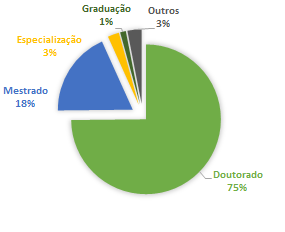 Graduação
1%
Outros
3%
Especialização
3%
Mestrado
18%
Doutorado
75%